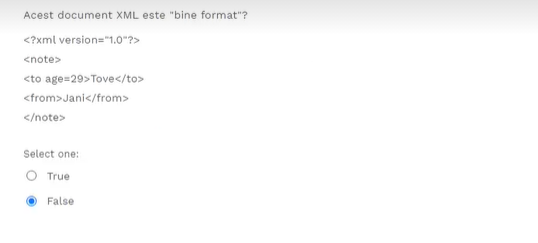 Acest document XML este "bine format"?
<?xml version="1.0"?>
<note>
<to age=29>Tove</to>
<from>Jani</from>
</note>
Select one:
True
False